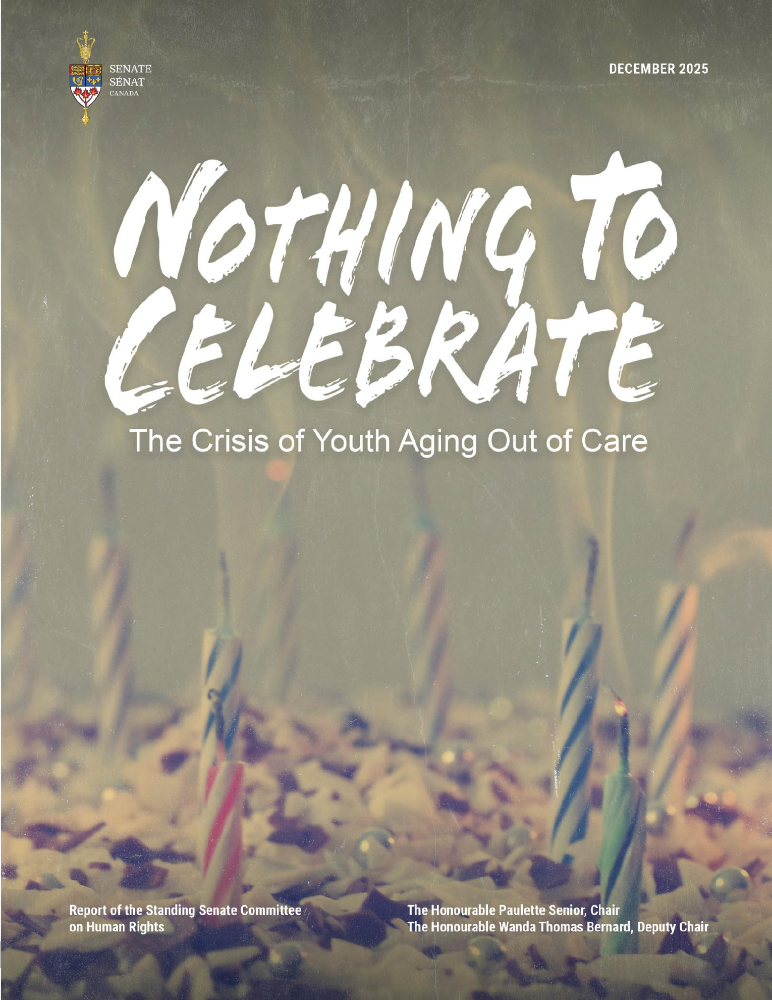 SENATE
SÉNAT
CANADA
DECEMBER 2025
NOTHING TO
CELEBRATE
The Crisis of Youth Aging Out of Care
Report of the Standing Senate Committee
on Human Rights
The Honourable Paulette Senior, Chair
The Honourable Wanda Thomas Bernard, Deputy Chair